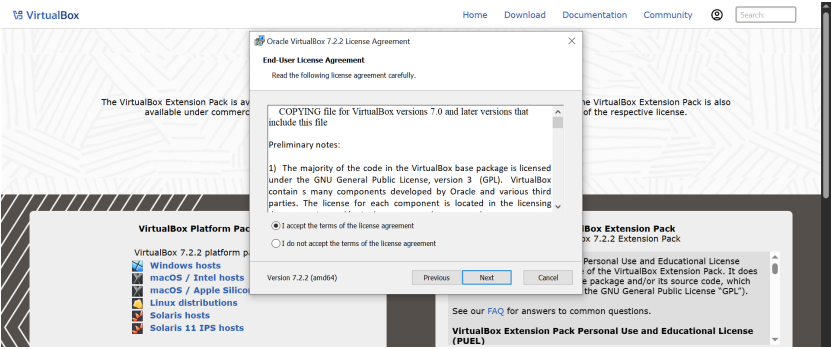 VirtualBox
Home Download Documentation Community Search:
Oracle VirtualBox 7.2.2 License Agreement
End-User License Agreement
Read the following license agreement carefully.
COPYING file for VirtualBox versions 7.0 and later versions that
include this file
Preliminary notes:
1) The majority of the code in the VirtualBox base package is licensed
under the GNU General Public License, version 3 (GPL). VirtualBox
contain s many components developed by Oracle and various third
parties. The license for each component is located in the licensing
I accept the terms of the license agreement
I do not accept the terms of the license agreement
Version 7.2.2 (amd64)
Previous Next Cancel
The VirtualBox Extension Pack is av
available under commerc
he VirtualBox Extension Pack is also
of the respective license.
VirtualBox Platform Pac
VirtualBox 7.2.2 platform pa
Windows hosts
macOS / Intel hosts
macOS / Apple Silico
Linux distributions
Solaris hosts
Solaris 11 IPS hosts
lBox Extension Pack
ox 7.2.2 Extension Pack
Personal Use and Educational License
e of the VirtualBox Extension Pack. It does
e package and/or its source code, which
the GNU General Public License “GPL”).
See our FAQ for answers to common questions.
VirtualBox Extension Pack Personal Use and Educational License
(PUEL)